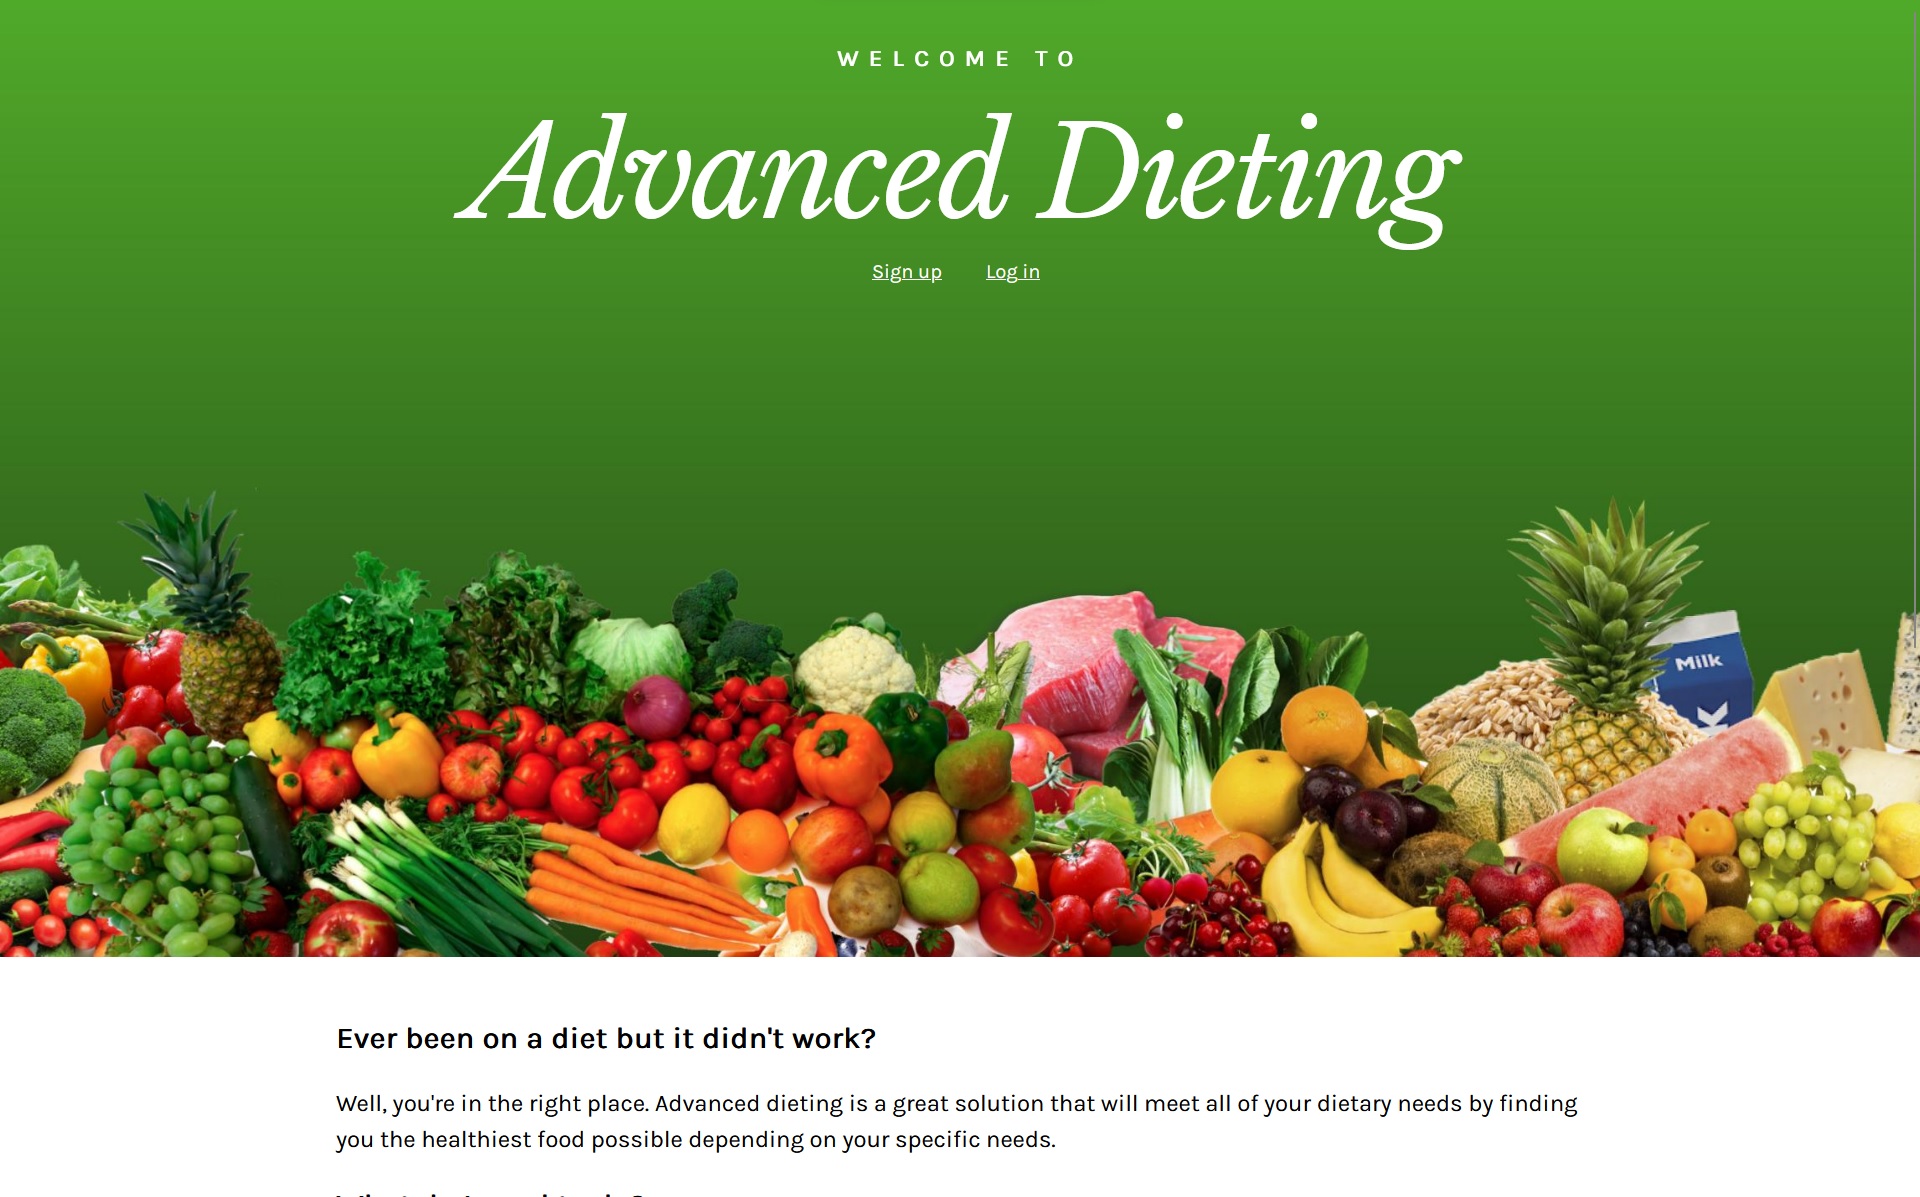 WELCOME TO
Advanced Dieting
Sign up Log in
Milk
Ever been on a diet but it didn't work?
Well, you're in the right place. Advanced dieting is a great solution that will meet all of your dietary needs by finding
you the healthiest food possible depending on your specific needs.